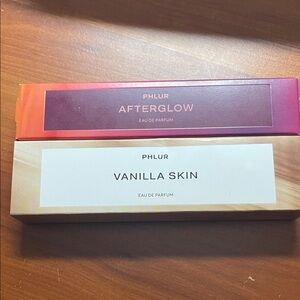 PHLUR
AFTERGLOW
EAU DE PARFUM
PHLUR
VANILLA SKIN
EAU DE PARFUM